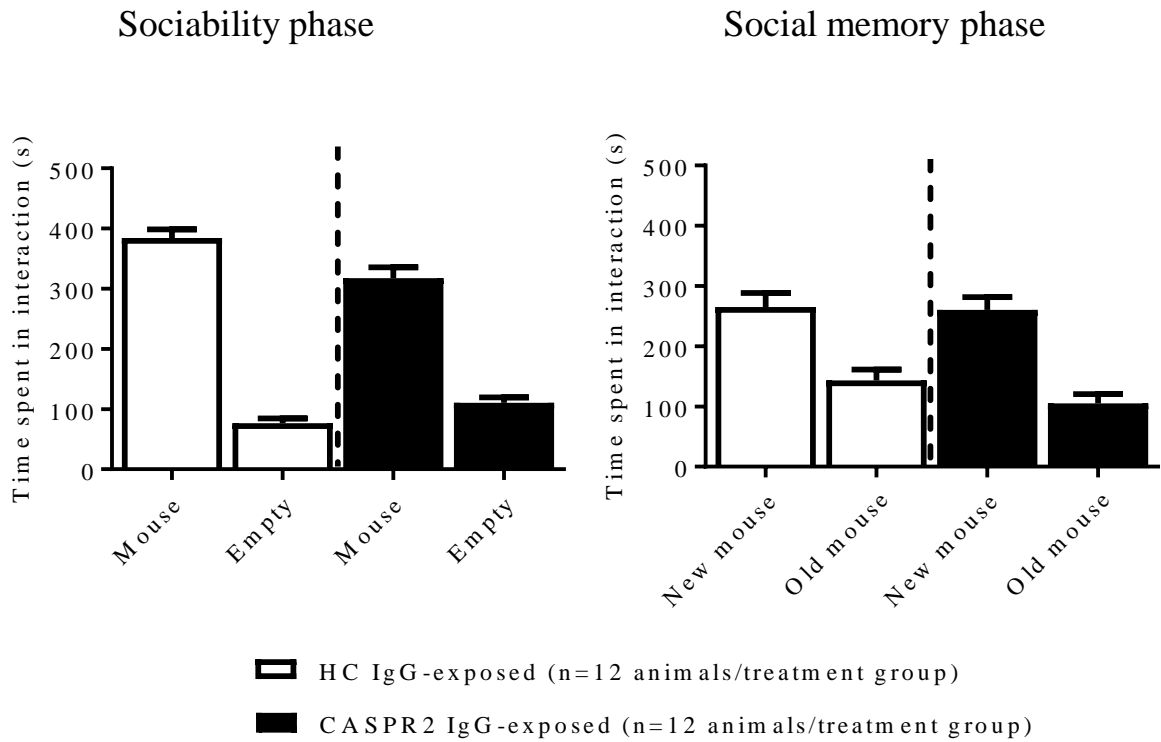 Sociability phase
Social memory phase
Time spent in interaction (s)
500
400
300
200
100
0
Mouse
Empty
Mouse
Empty
Time spent in interaction (s)
500
400
300
200
100
0
New mouse
Old mouse
New mouse
Old mouse
HC IgG-exposed (n=12 animals/treatment group)
CASPR2 IgG-exposed (n=12 animals/treatment group)